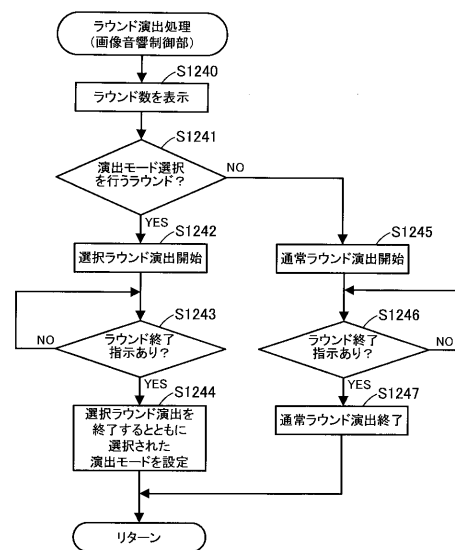 ラウンド演出処理
(画像音響制御部)
S1240
ラウンド数を表示
S1241
演出モード選択
を行うラウンド?
NO
YES
S1242
選択ラウンド演出開始
S1245
通常ラウンド演出開始
S1243
ラウンド終了
指示あり?
NO
YES
S1246
ラウンド終了
指示あり?
NO
YES
S1244
選択ラウンド演出を
終了するとともに
選択された
演出モードを設定
S1247
通常ラウンド演出終了
リターン